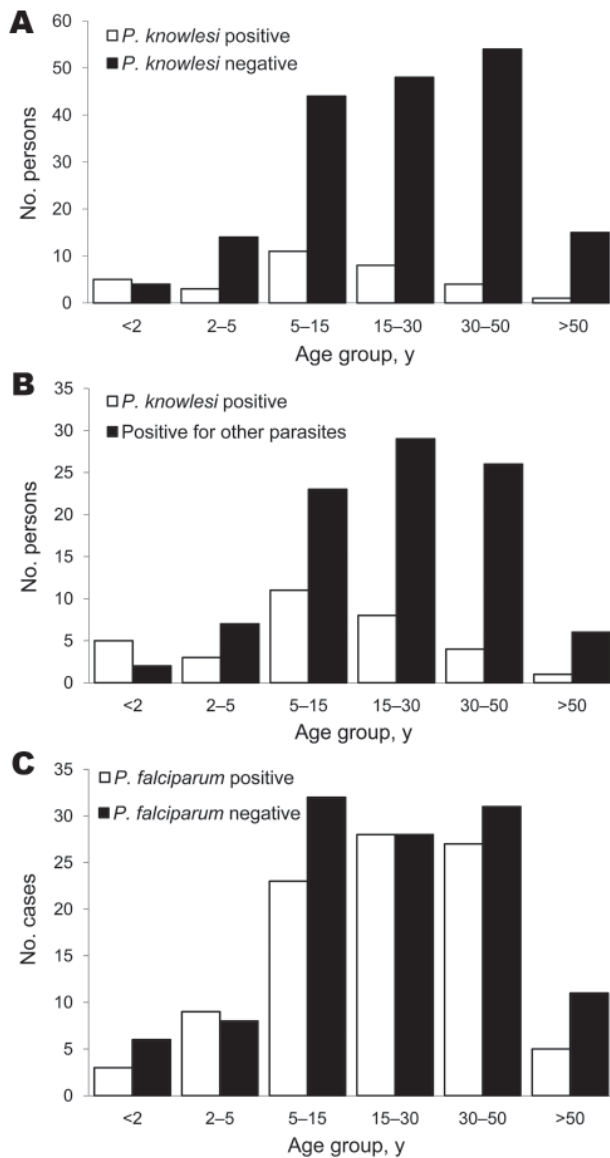 A
P. knowlesi positive
P. knowlesi negative
60
50
40
30
20
10
0
No. persons
<2 2–5 5–15 15–30 30–50 >50
Age group, y
B
P. knowlesi positive
Positive for other parasites
35
30
25
20
15
10
5
0
No. persons
<2 2–5 5–15 15–30 30–50 >50
Age group, y
C
P. falciparum positive
P. falciparum negative
35
30
25
20
15
10
5
0
No. cases
<2 2–5 5–15 15–30 30–50 >50
Age group, y